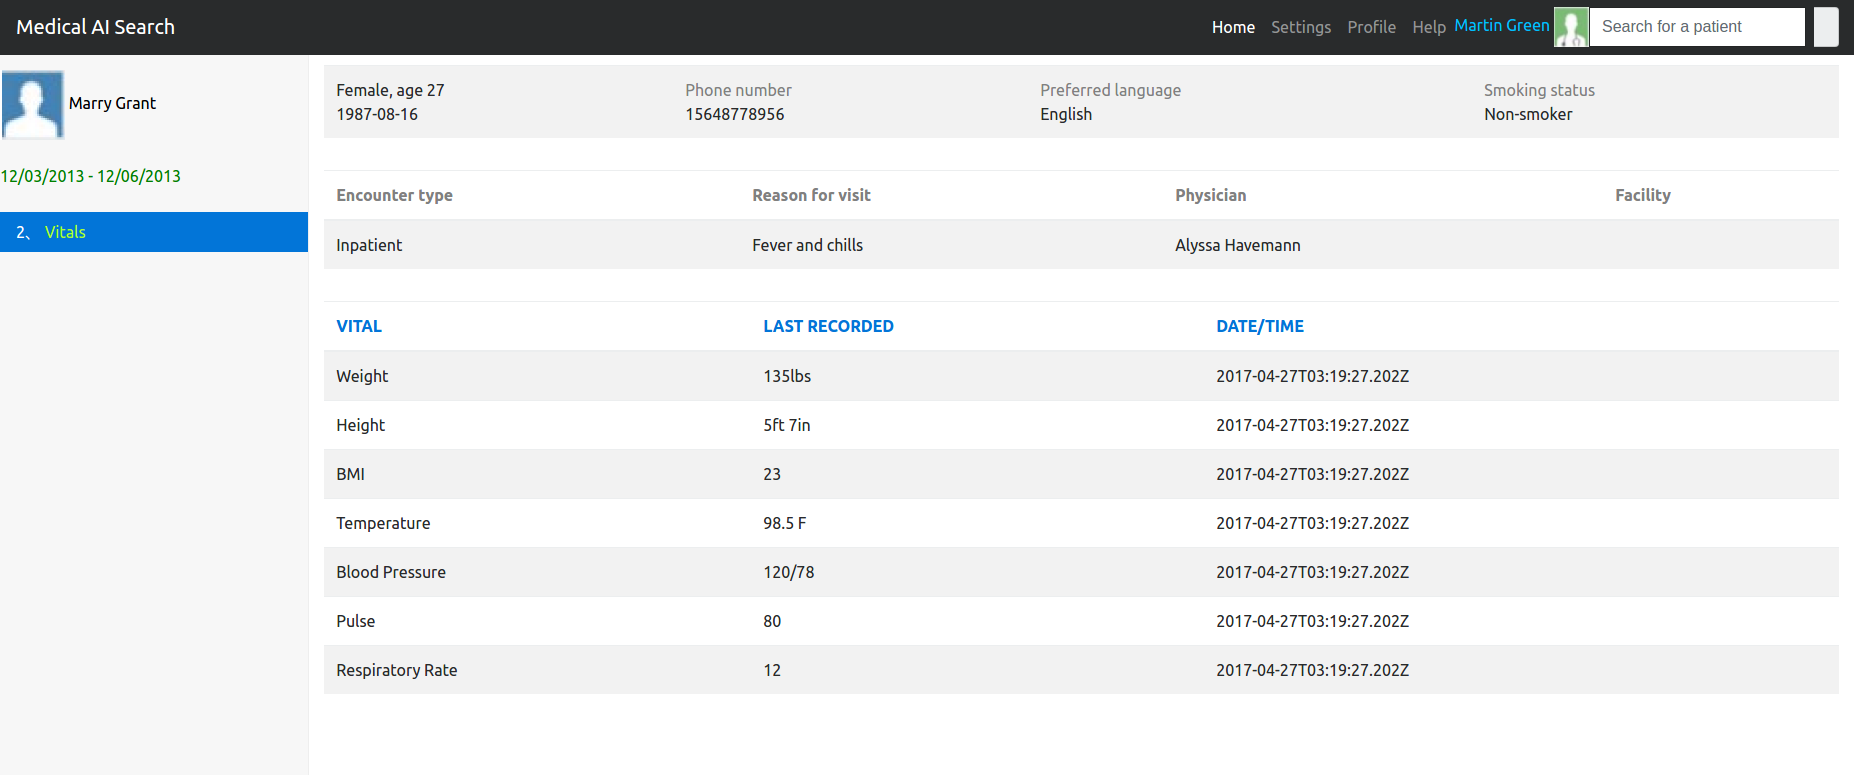 Medical AI Search
Home Settings Profile Help Martin Green Search for a patient
Marry Grant
12/03/2013 - 12/06/2013
2、 Vitals
Female, age 27 Phone number Preferred language Smoking status
1987-08-16 15648778956 English Non-smoker
Encounter type Reason for visit Physician Facility
Inpatient Fever and chills Alyssa Havemann
VITAL LAST RECORDED DATE/TIME
Weight 135lbs 2017-04-27T03:19:27.202Z
Height 5ft 7in 2017-04-27T03:19:27.202Z
BMI 23 2017-04-27T03:19:27.202Z
Temperature 98.5 F 2017-04-27T03:19:27.202Z
Blood Pressure 120/78 2017-04-27T03:19:27.202Z
Pulse 80 2017-04-27T03:19:27.202Z
Respiratory Rate 12 2017-04-27T03:19:27.202Z